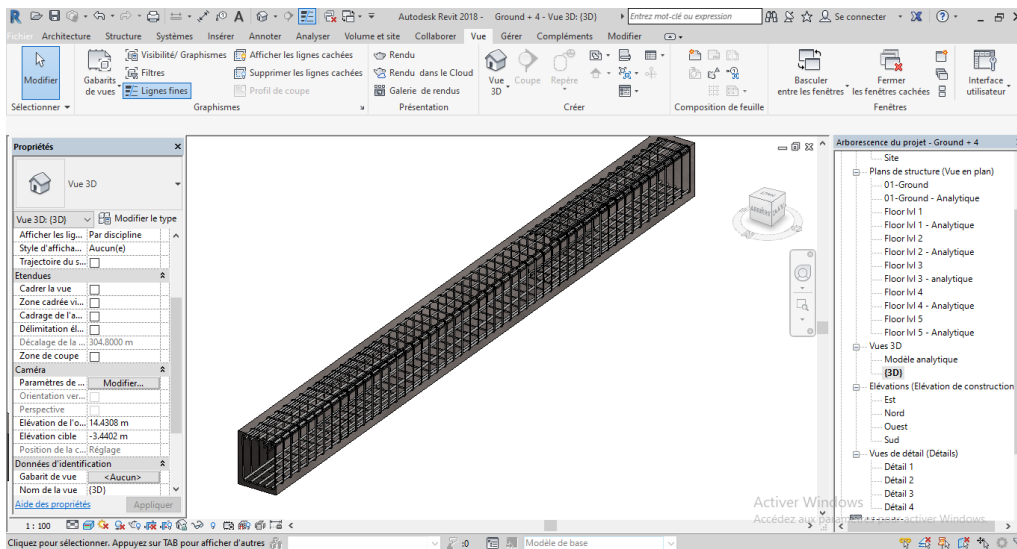 Autodesk Revit 2018 - Ground + 4 - Vue 3D: {3D}
Entrez mot-clé ou expression
Se connecter
Fichier Architecture Structure Systèmes Insérer Annoter Analyser Volume et site Collaborer Vue Gérer Compléments Modifier
Modifier
Gabarits
de vues
Visibilité/ Graphismes
Filtres
Lignes fines
Afficher les lignes cachées
Supprimer les lignes cachées
Profil de coupe
Rendu
Rendu dans le Cloud
Galerie de rendus
Vue
3D
Coupe
Repère
Basculer
entre les fenêtres
Fermer
les fenêtres cachées
Interface
utilisateur
Sélectionner
Graphismes
Présentation
Créer
Composition de feuille
Fenêtres
Propriétés
Vue 3D
Vue 3D: {3D}
Modifier le type
Afficher les lig... Par discipline
Style d'afficha... Aucun(e)
Trajectoire du s...
Etendues
Cadrer la vue
Zone cadrée vi...
Cadrage de l'a...
Délimitation él...
Décalage de la ... 304.8000 m
Zone de coupe
Caméra
Paramètres de ... Modifier...
Orientation ver...
Perspective
Elévation de l'o... 14.4308 m
Elévation cible -3.4402 m
Position de la c... Réglage
Données d'identification
Gabarit de vue <Aucun>
Nom de la vue {3D}
Aide des propriétés
Appliquer
Arborescence du projet - Ground + 4
Site
Plans de structure (Vue en plan)
01-Ground
01-Ground - Analytique
Floor lvl 1
Floor lvl 1 - Analytique
Floor lvl 2
Floor lvl 2 - Analytique
Floor lvl 3
Floor lvl 3 - analytique
Floor lvl 4
Floor lvl 4 - Analytique
Floor lvl 5
Floor lvl 5 - Analytique
Vues 3D
Modèle analytique
{3D}
Elévations (Elévation de construction
Est
Nord
Ouest
Sud
Vues de détail (Détails)
Détail 1
Détail 2
Détail 3
Détail 4
Activer Windows
Accédez aux paramètres pour activer Windows.
1 : 100
Cliquez pour sélectionner. Appuyez sur TAB pour afficher d'autres
:0
Modèle de base